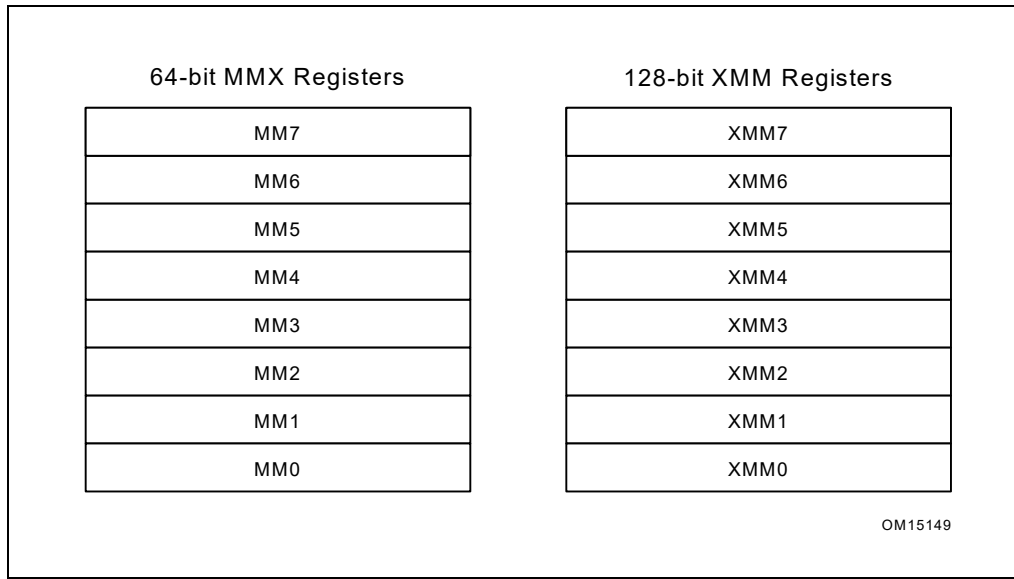 64-bit MMX Registers
MM7
MM6
MM5
MM4
MM3
MM2
MM1
MM0
128-bit XMM Registers
XMM7
XMM6
XMM5
XMM4
XMM3
XMM2
XMM1
XMM0
OM15149